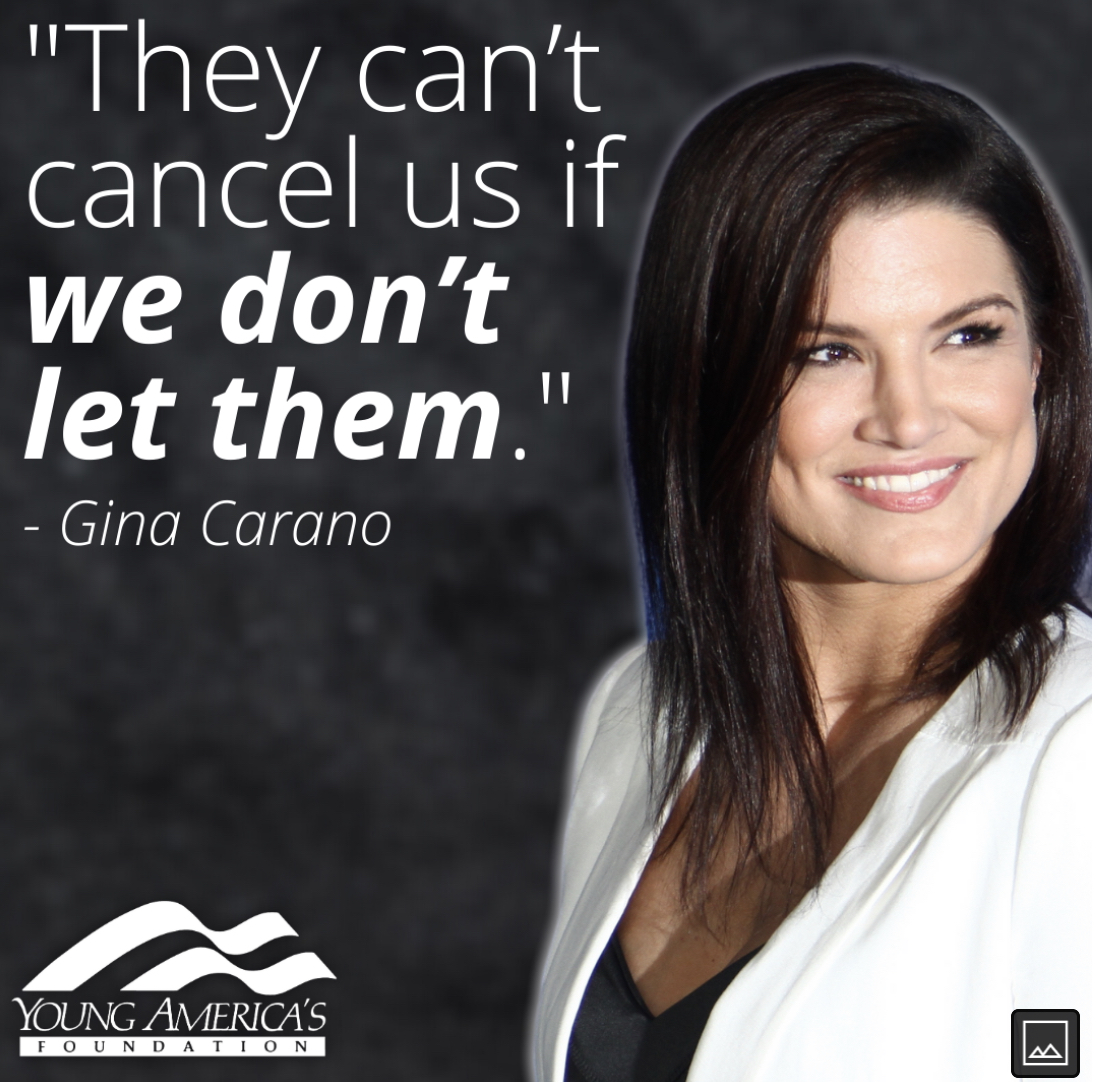 "They can’t
cancel us if
we don’t
let them."
- Gina Carano
YOUNG AMERICA'S
FOUNDATION